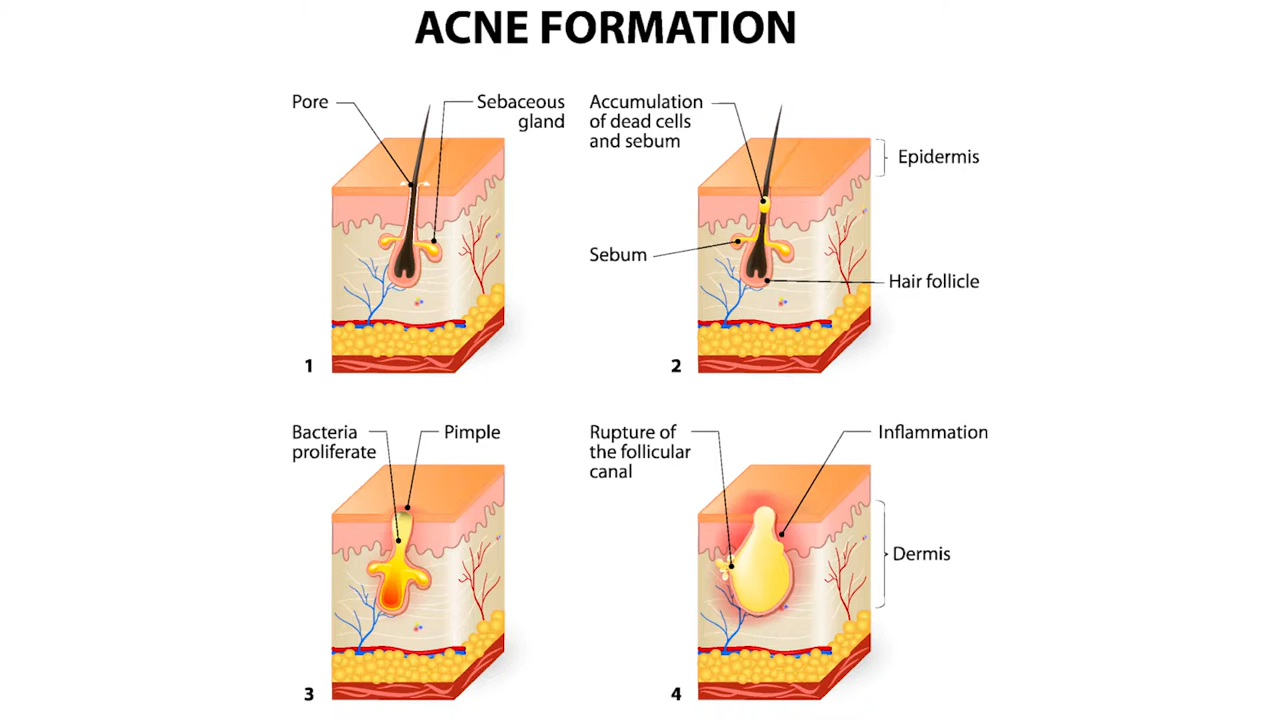 ACNE FORMATION
Pore
Sebaceous
gland
1
Accumulation
of dead cells
and sebum
Epidermis
Sebum
Hair follicle
2
Bacteria
proliferate
Pimple
3
Rupture of
the follicular
canal
Inflammation
Dermis
4